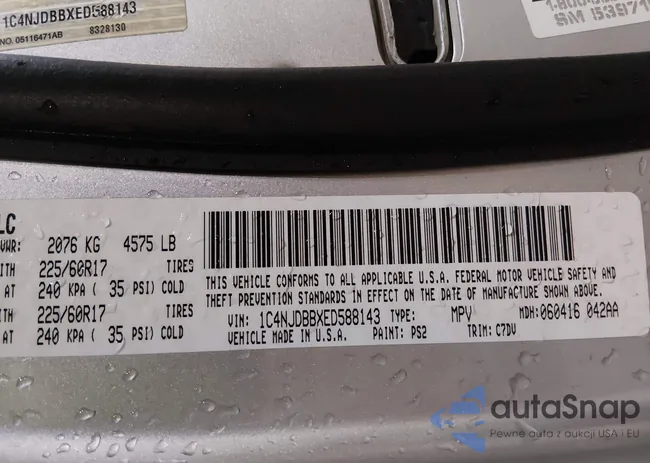 1C4NJDBBXED588143
05116471AB 8328130
SM 15397
LC
VWR: 2076 KG 4575 LB
ITH 225/60R17 TIRES
AT 240 KPA ( 35 PSI) COLD
ITH 225/60R17 TIRES
AT 240 KPA ( 35 PSI) COLD
THIS VEHICLE CONFORMS TO ALL APPLICABLE U.S.A. FEDERAL MOTOR VEHICLE SAFETY AND
THEFT PREVENTION STANDARDS IN EFFECT ON THE DATE OF MANUFACTURE SHOWN ABOVE.
VIN: 1C4NJDBBXED588143 TYPE: MPV MDH: 060416 042AA
VEHICLE MADE IN U.S.A. PAINT: PS2 TRIM: C7DV
autaSnap
Pewne auta z aukcji USA i EU